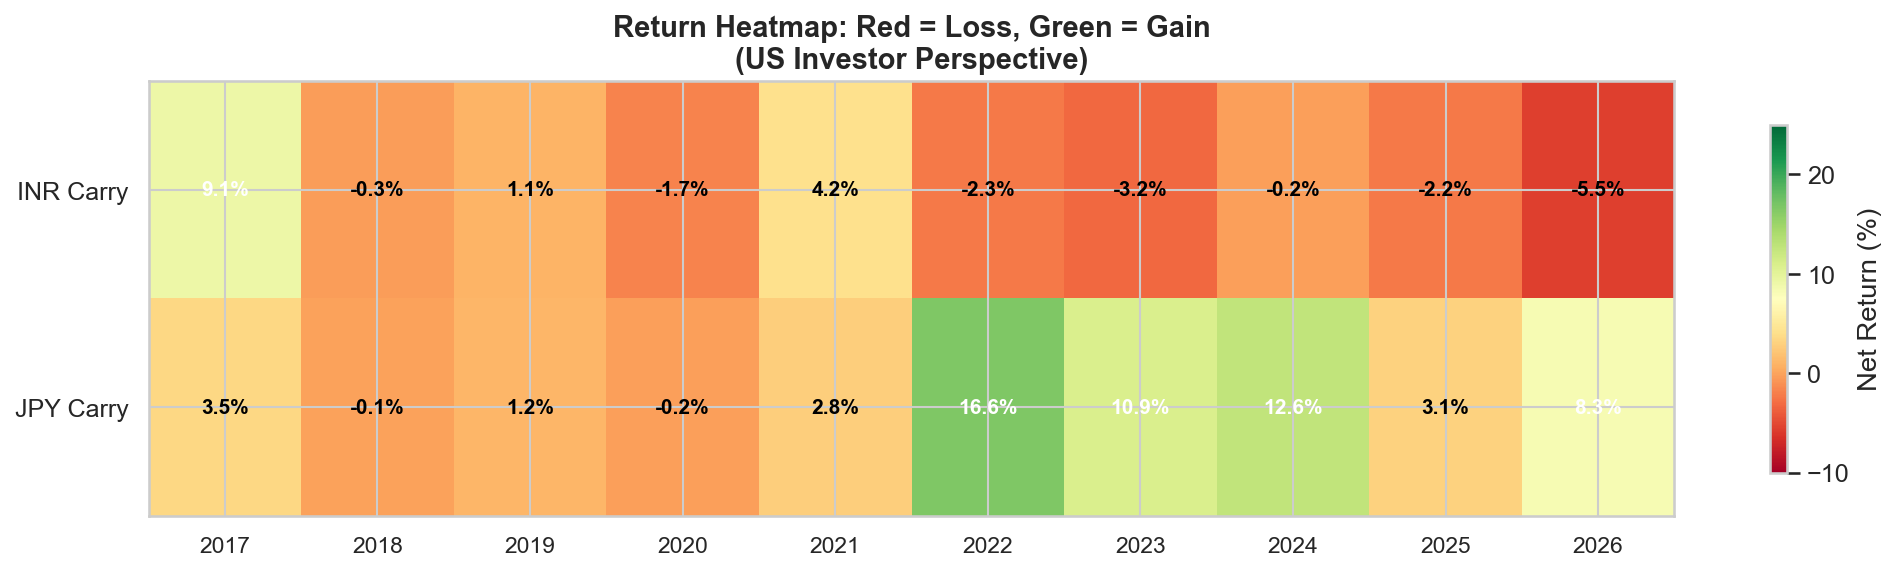 Return Heatmap: Red = Loss, Green = Gain
(US Investor Perspective)
INR Carry
9.1% -0.3% 1.1% -1.7% 4.2% -2.3% -3.2% -0.2% -2.2% -5.5%
JPY Carry
3.5% -0.1% 1.2% -0.2% 2.8% 16.6% 10.9% 12.6% 3.1% 8.3%
2017 2018 2019 2020 2021 2022 2023 2024 2025 2026
20
10
0
−10
Net Return (%)